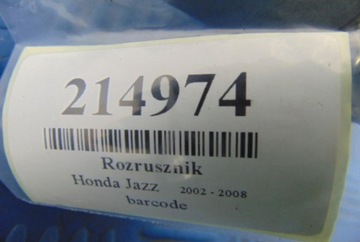 214974
Rozrusznik
Honda Jazz 2002 - 2008
barcode